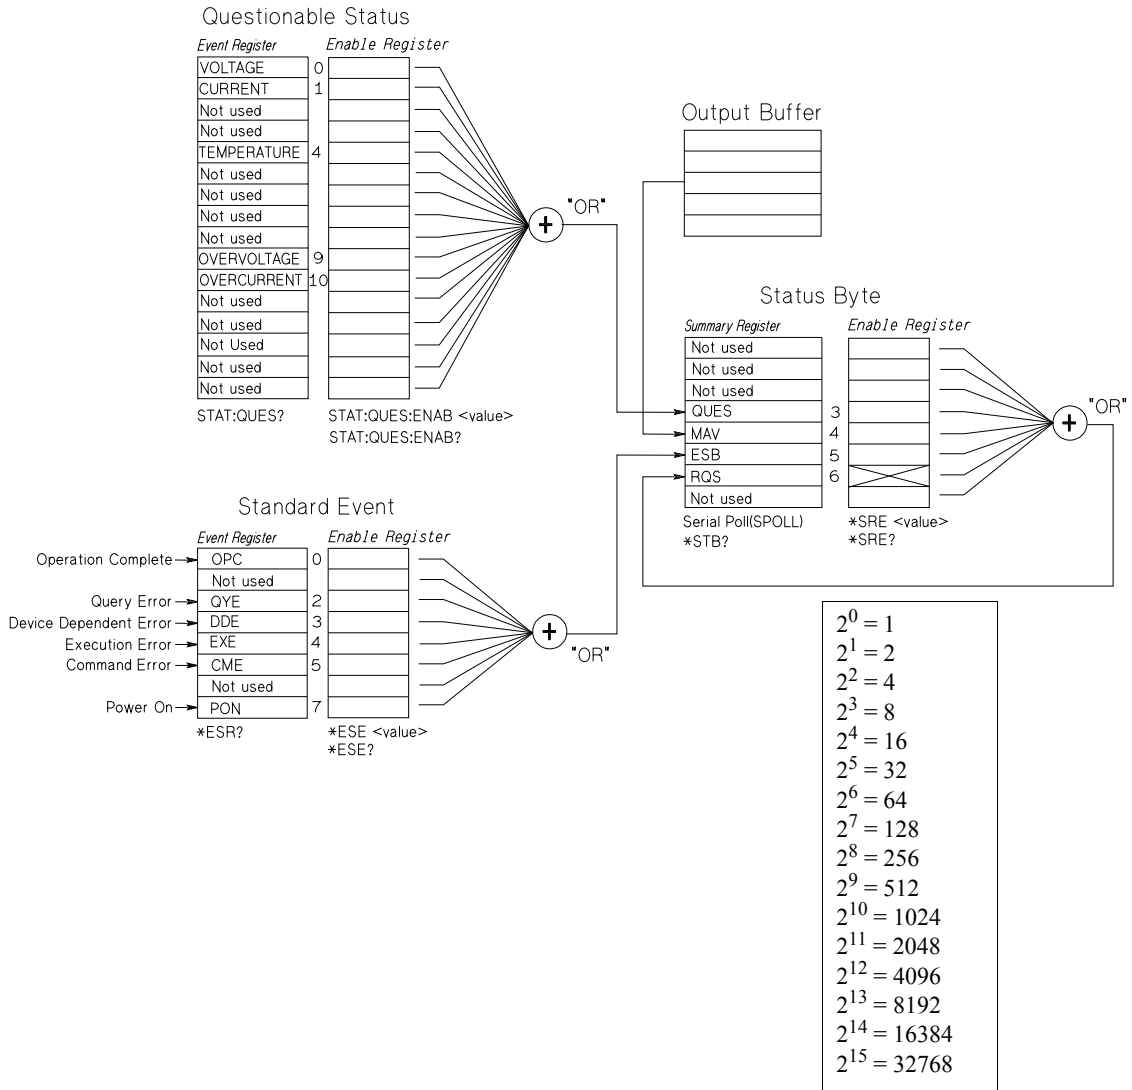 Questionable Status
Event Register Enable Register
VOLTAGE 0
CURRENT 1
Not used
Not used
TEMPERATURE 4
Not used
Not used
Not used
Not used
OVERVOLTAGE 9
OVERCURRENT 10
Not used
Not used
Not Used
Not used
Not used
STAT:QUES? STAT:QUES:ENAB <value>
STAT:QUES:ENAB?
+ "OR"
Output Buffer
Status Byte
Summary Register Enable Register
Not used
Not used
Not used
QUES 3
MAV 4
ESB 5
RQS 6
Not used
Serial Poll(SPOLL) *SRE <value>
*STB? *SRE?
+ "OR"
Standard Event
Event Register Enable Register
Operation Complete OPC 0
Not used
Query Error QYE 2
Device Dependent Error DDE 3
Execution Error EXE 4
Command Error CME 5
Not used
Power On PON 7
*ESR? *ESE <value>
*ESE?
+ "OR"
2^0 = 1
2^1 = 2
2^2 = 4
2^3 = 8
2^4 = 16
2^5 = 32
2^6 = 64
2^7 = 128
2^8 = 256
2^9 = 512
2^10 = 1024
2^11 = 2048
2^12 = 4096
2^13 = 8192
2^14 = 16384
2^15 = 32768